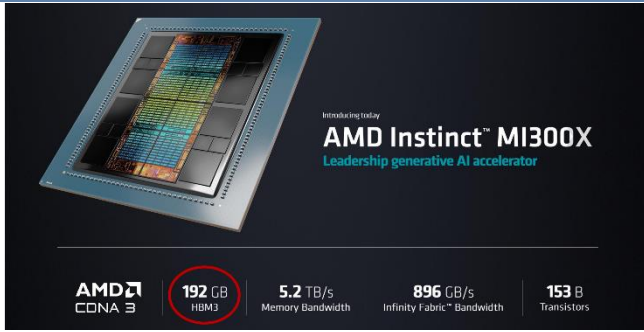 Introducing today
AMD Instinct™ MI300X
Leadership generative AI accelerator
AMD
CDNA 3
192 GB
HBM3
5.2 TB/s
Memory Bandwidth
896 GB/s
Infinity Fabric™ Bandwidth
153 B
Transistors